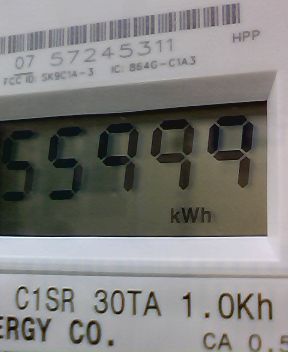 07 57245311
HPP
FCC ID: SK9C1A-3 IC: 864G-C1A3
55999
kWh
C1SR 30TA 1.0Kh
ERGY CO.
CA 0.5